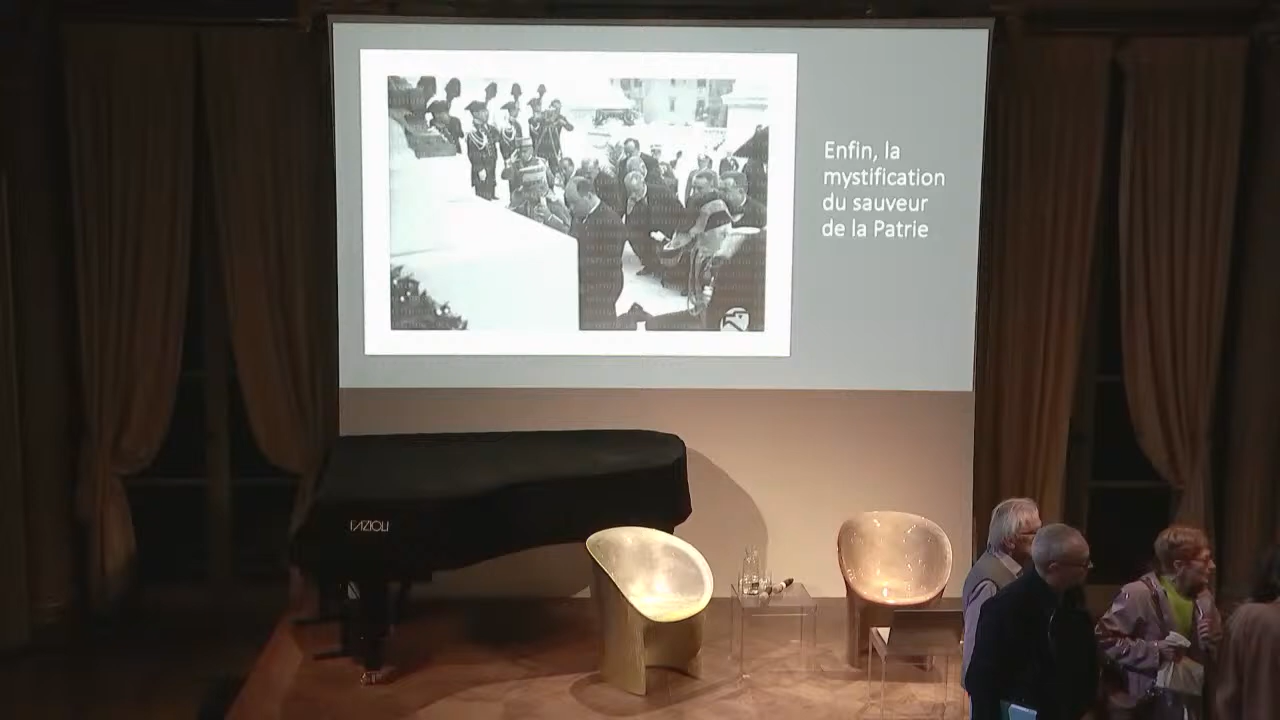 Enfin, la
mystification
du sauveur
de la Patrie
FAZIOLI